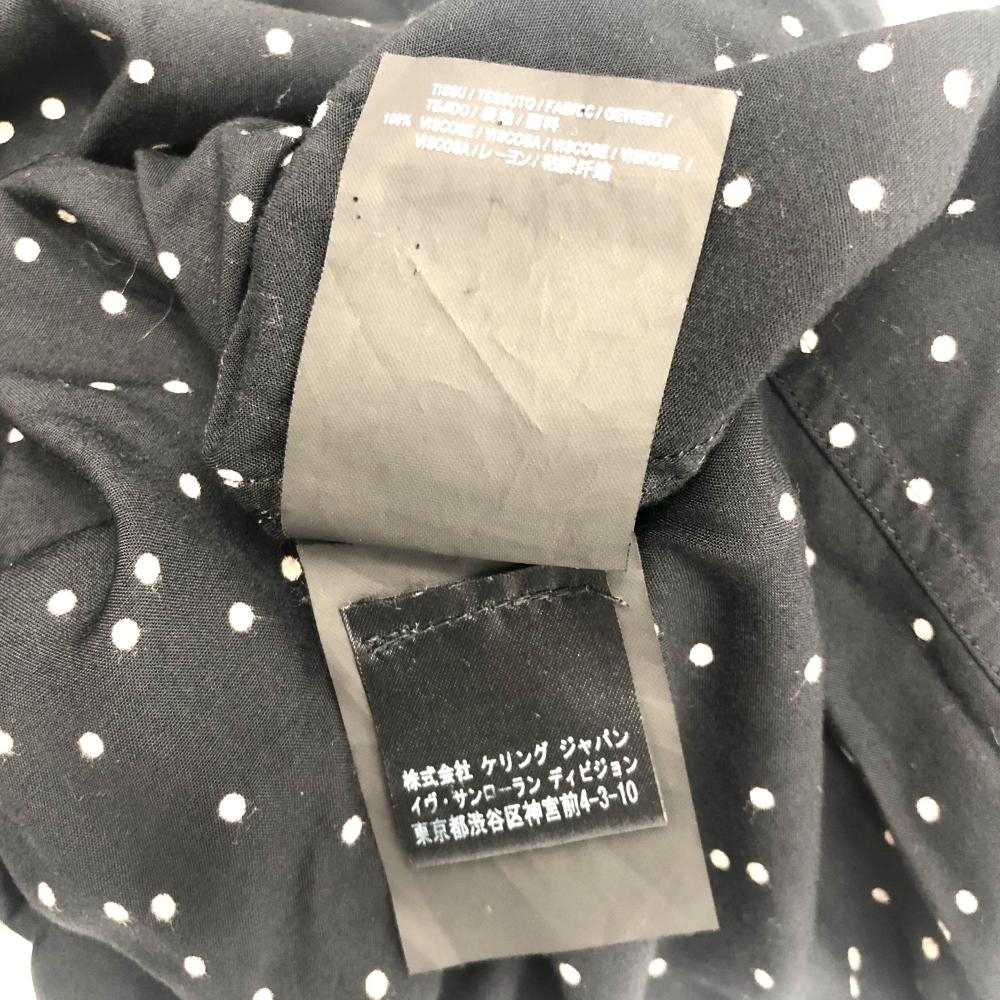 TISSU / TESSUTO / FABRIC / GEWEBE /
TEJIDO / 素地 / 面料
100% VISCOSE / VISCOSA / VISCOSE / VISKOSE /
VISCOSA / レーヨン / 粘胶纤维
株式会社 ケリング ジャパン
イヴ・サンローラン ディビジョン
東京都渋谷区神宮前4-3-10